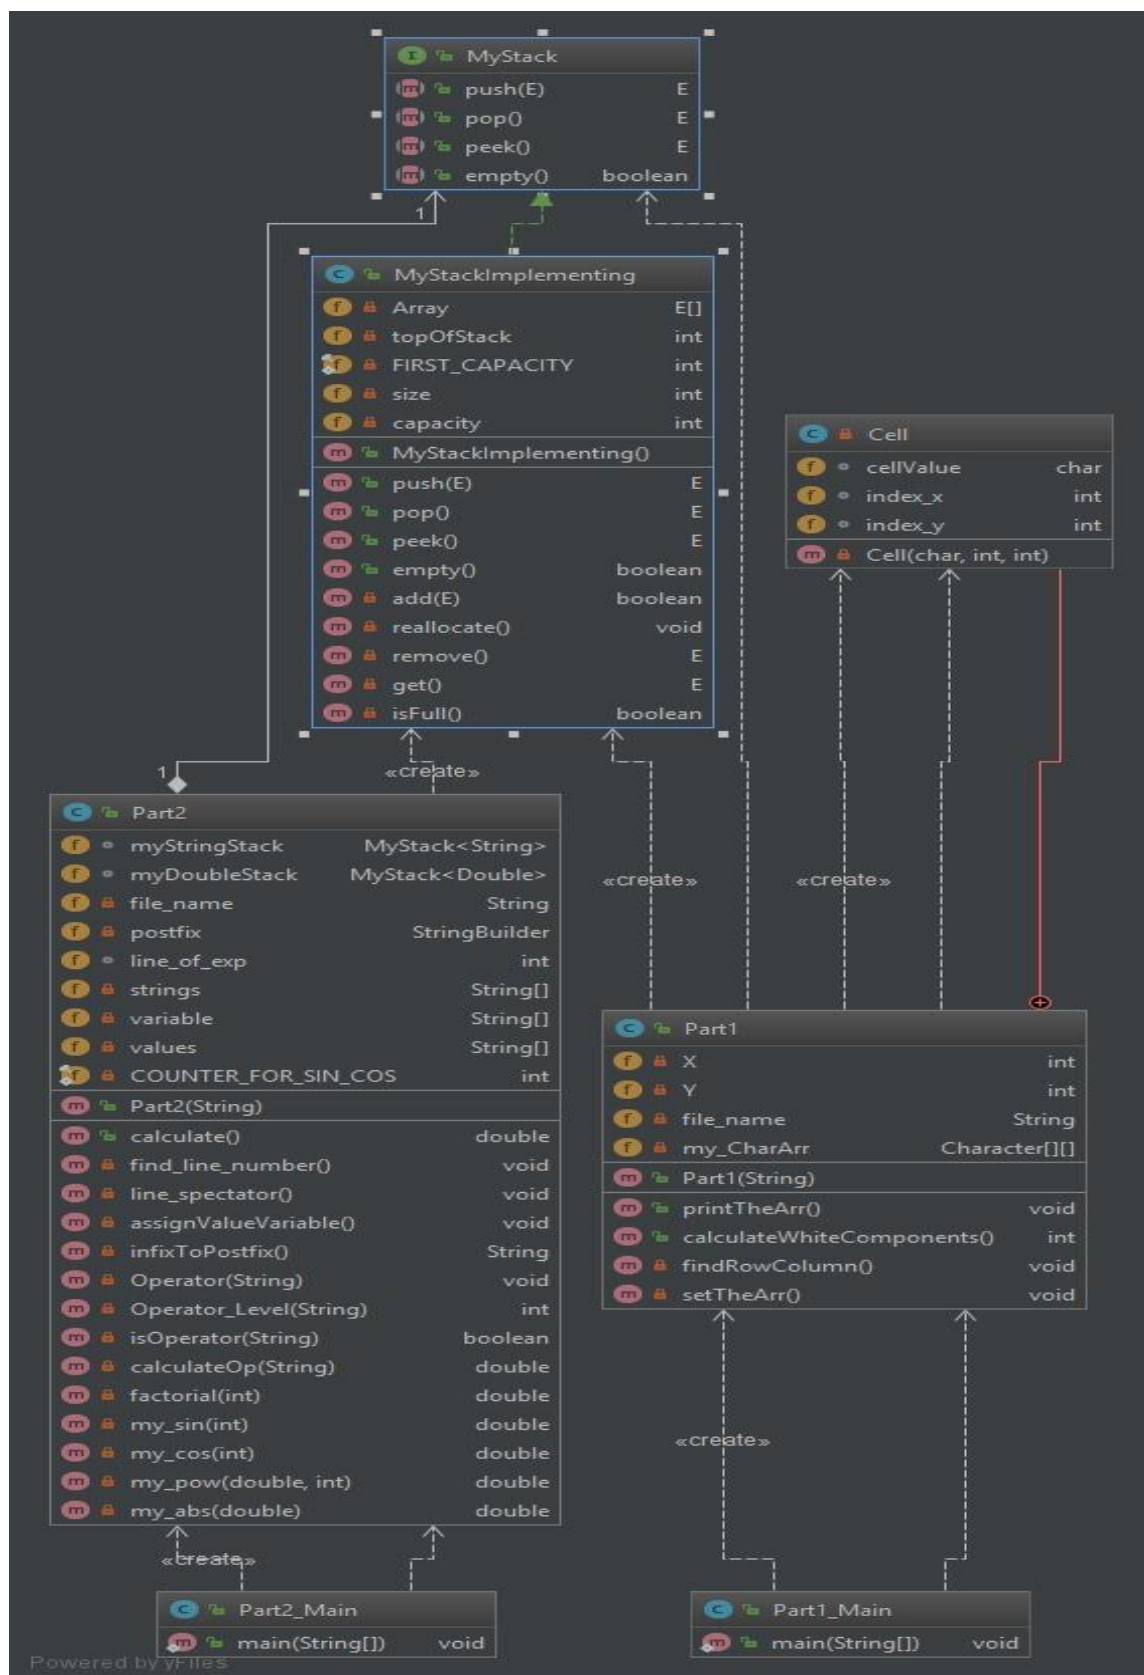 MyStack
push(E) E
pop() E
peek() E
empty() boolean
1
MyStackImplementing
Array E[]
topOfStack int
FIRST_CAPACITY int
size int
capacity int
MyStackImplementing()
push(E) E
pop() E
peek() E
empty() boolean
add(E) boolean
reallocate() void
remove() E
get() E
isFull() boolean
Cell
cellValue char
index_x int
index_y int
Cell(char, int, int)
1
«create»
«create»
«create»
Part2
myStringStack MyStack<String>
myDoubleStack MyStack<Double>
file_name String
postfix StringBuilder
line_of_exp int
strings String[]
variable String[]
values String[]
COUNTER_FOR_SIN_COS int
Part2(String)
calculate() double
find_line_number() void
line_spectator() void
assignValueVariable() void
infixToPostfix() String
Operator(String) void
Operator_Level(String) int
isOperator(String) boolean
calculateOp(String) double
factorial(int) double
my_sin(int) double
my_cos(int) double
my_pow(double, int) double
my_abs(double) double
Part1
X int
Y int
file_name String
my_CharArr Character[][]
Part1(String)
printTheArr() void
calculateWhiteComponents() int
findRowColumn() void
setTheArr() void
«create»
«create»
Part2_Main
main(String[]) void
Part1_Main
main(String[]) void
Powered by yFiles